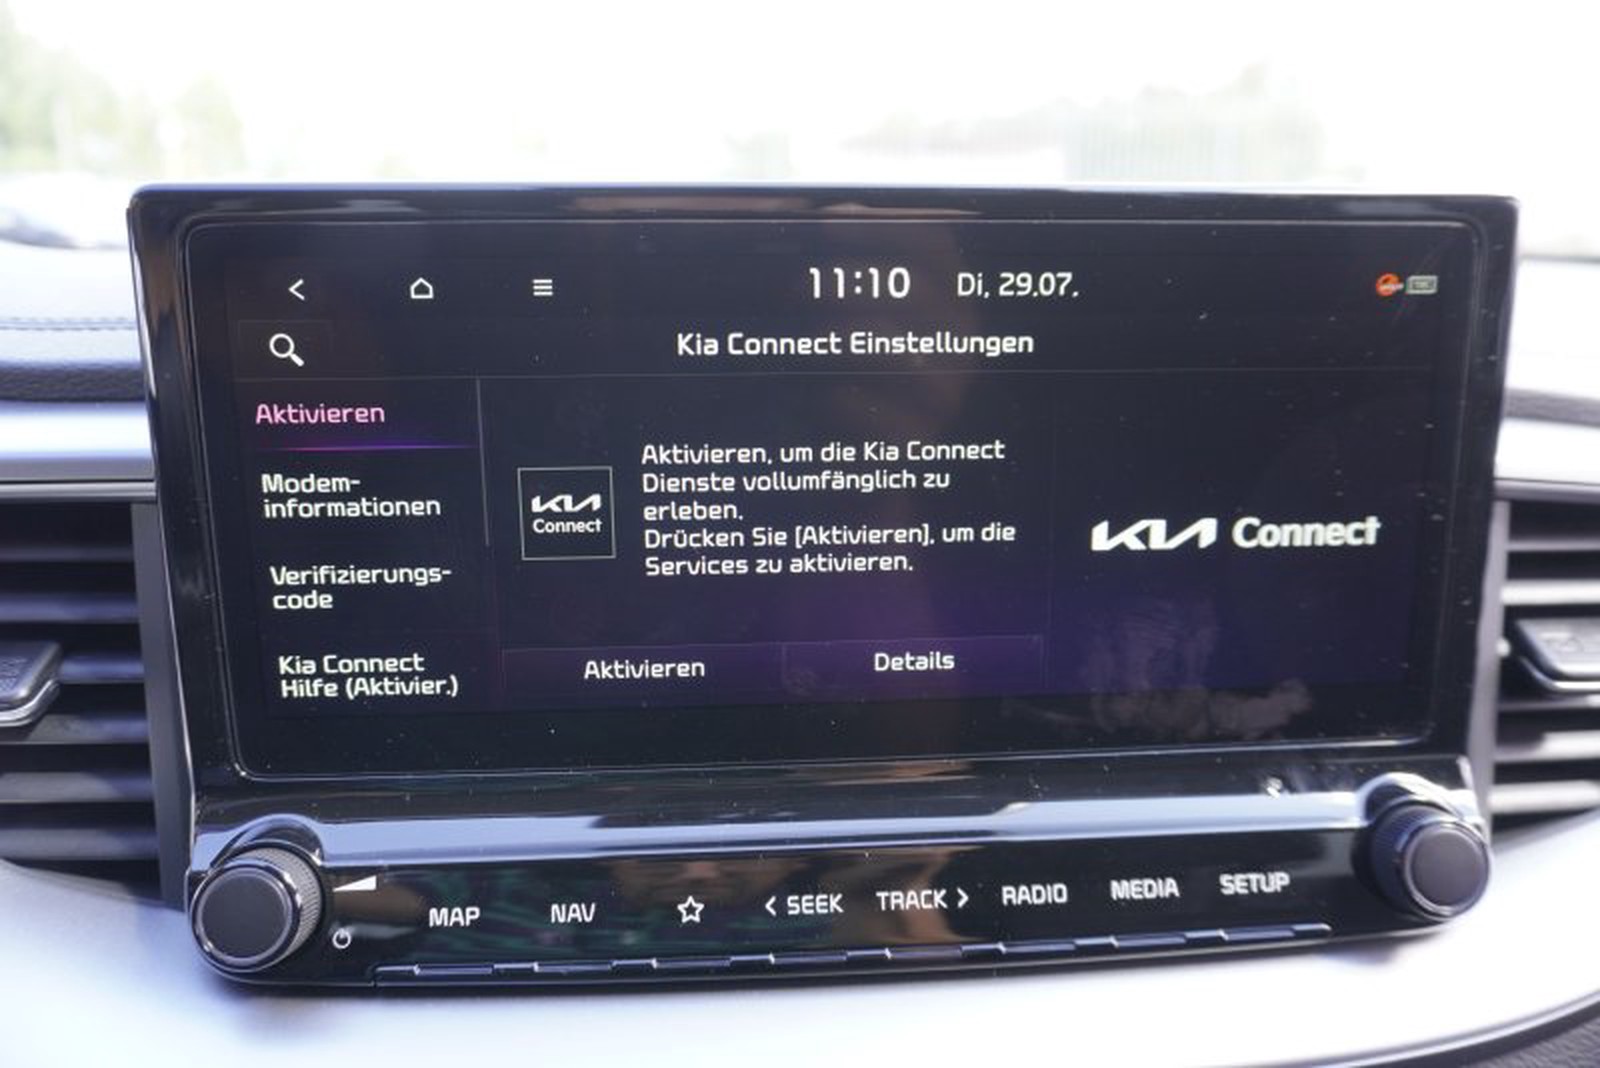 11:10 Di, 29.07.
Kia Connect Einstellungen
Aktivieren
Modem-
informationen
Verifizierungs-
code
Kia Connect
Hilfe (Aktivier.)
KIA
Connect
Aktivieren, um die Kia Connect
Dienste vollumfänglich zu
erleben.
Drücken Sie [Aktivieren], um die
Services zu aktivieren.
Aktivieren
Details
KIA Connect
MAP NAV < SEEK TRACK > RADIO MEDIA SETUP